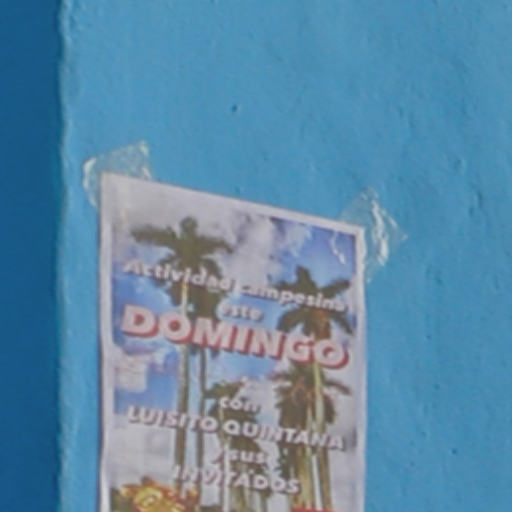 Actividad campesina
este
DOMINGO
con
LUISITO QUINTANA
y sus
INVITADOS